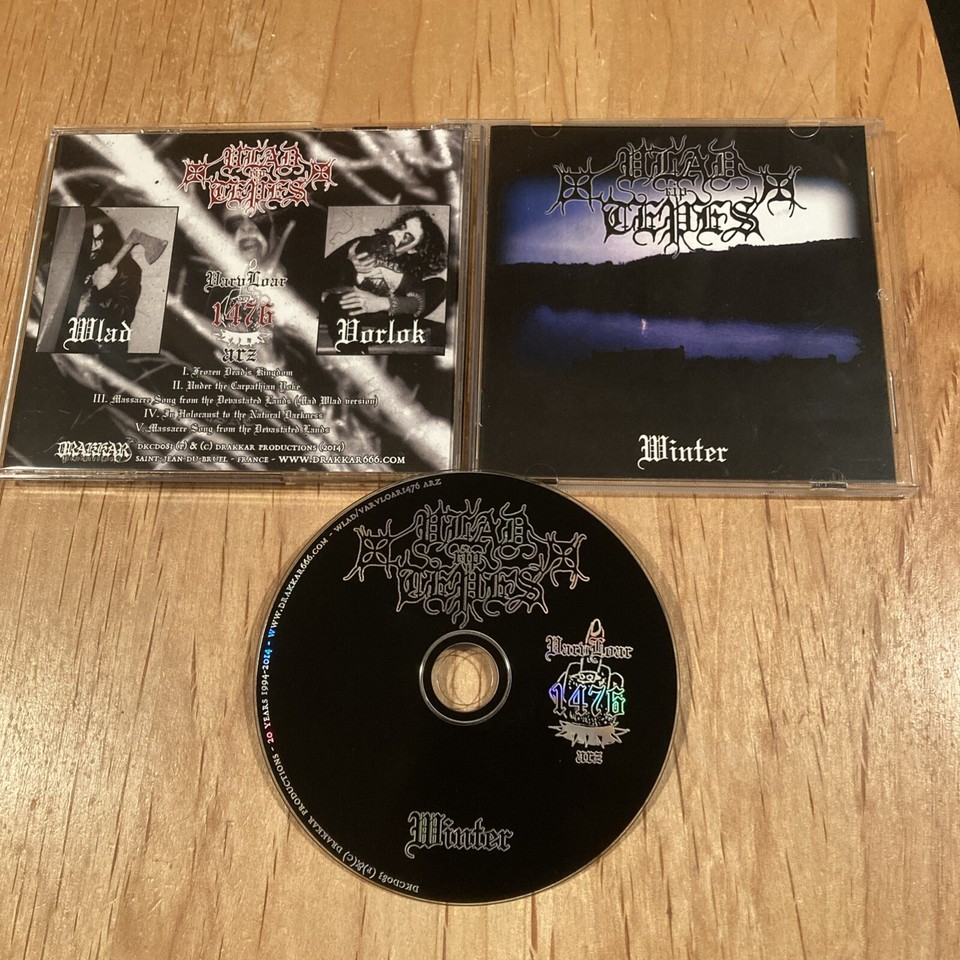 VLAD
TEPES
Wlad
VarvLoar
1476
arz
Vorlok
I. Frozen Dead's Kingdom
II. Under the Carpathian Yoke
III. Massacre Song from the Devastated Lands (Mad Wlad version)
IV. In Holocaust to the Natural Darkness
V. Massacre Song from the Devastated Lands
DRAKKAR
PRODUCTIONS
DKCD083 (P) & (C) DRAKKAR PRODUCTIONS (2014)
SAINT-JEAN-DU-BRUEL - FRANCE - WWW.DRAKKAR666.COM
VLAD
TEPES
Winter
VLAD
TEPES
VarvLoar
1476
arz
Winter
DKCD083 (P)&(C) DRAKKAR PRODUCTIONS - 20 YEARS 1994-2014 - WWW.DRAKKAR666.COM - WLAD/VARVLOAR1476 ARZ